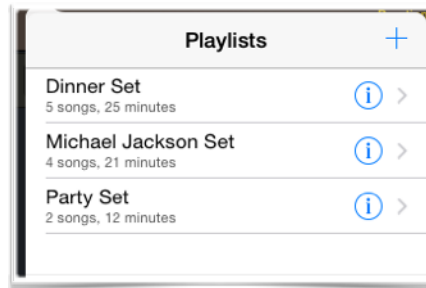 Playlists
Dinner Set
5 songs, 25 minutes
Michael Jackson Set
4 songs, 21 minutes
Party Set
2 songs, 12 minutes